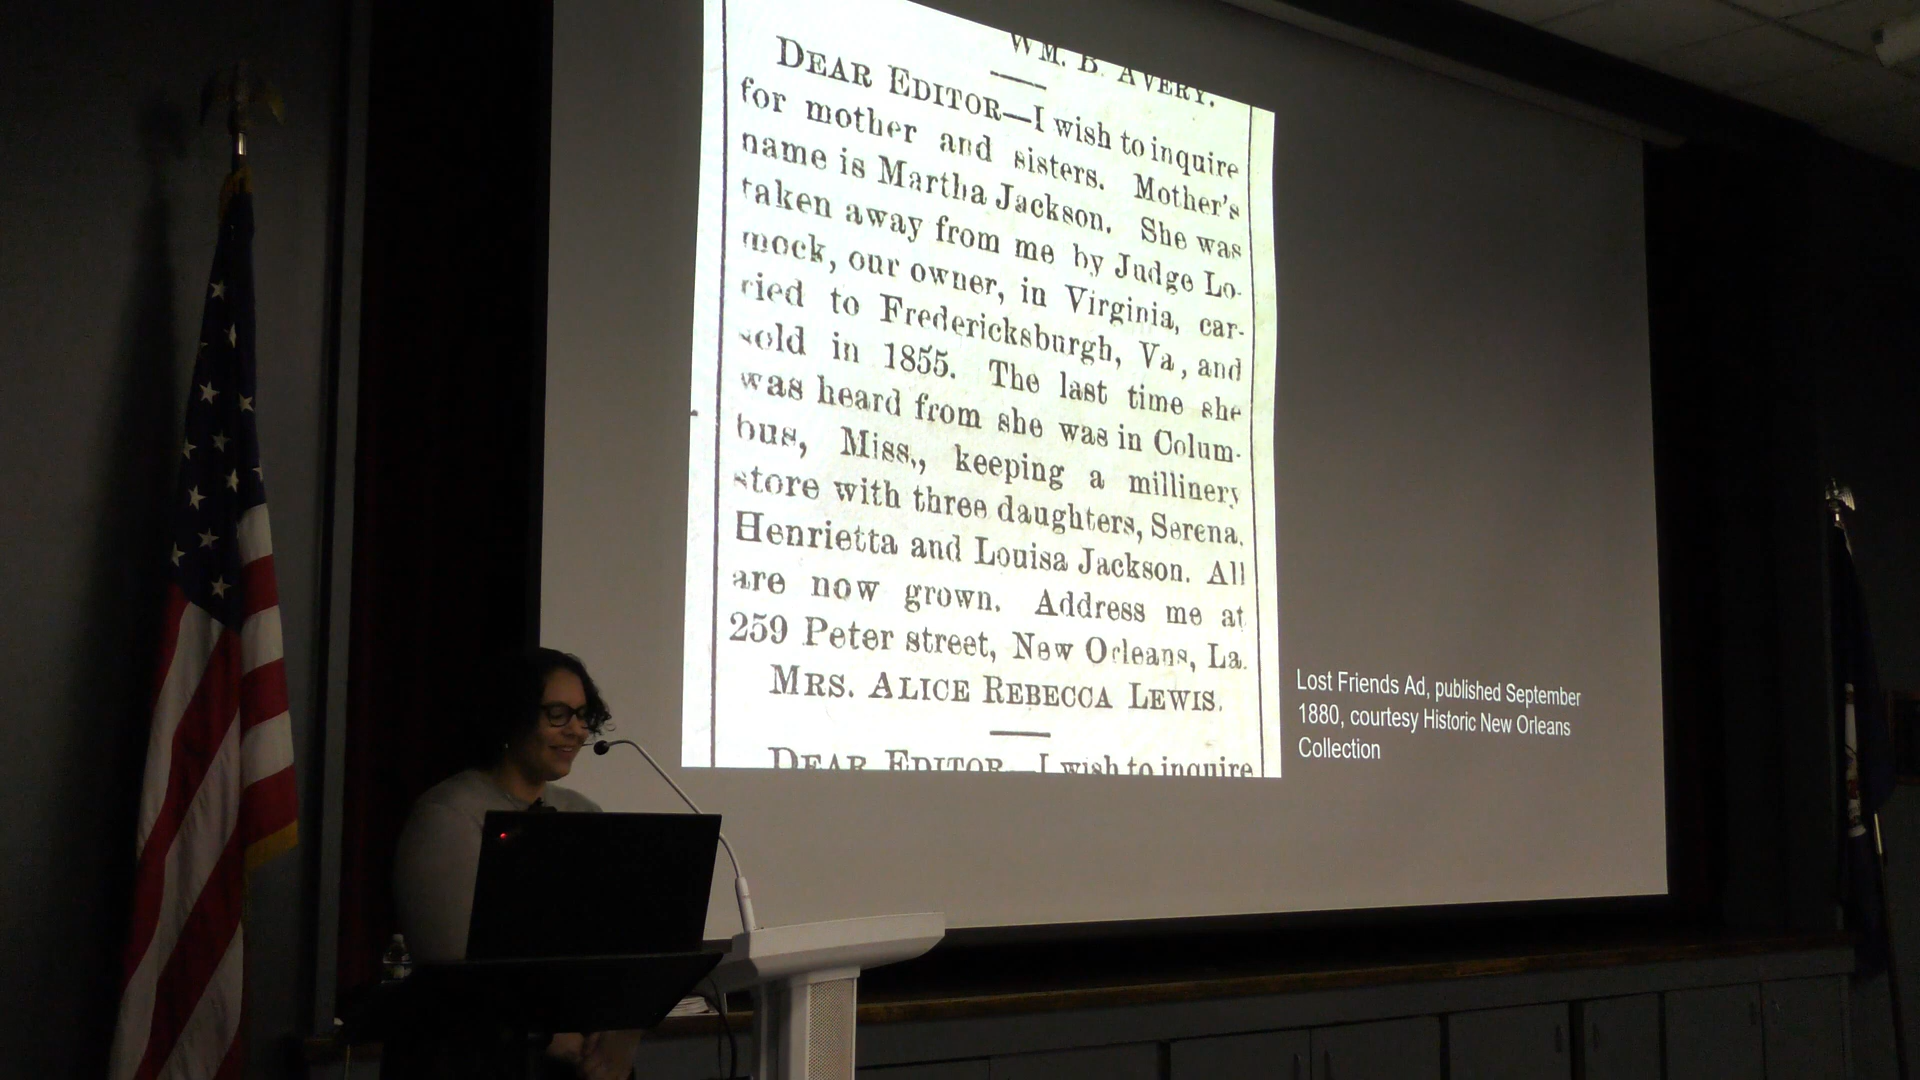 WM. B. AVERY.
DEAR EDITOR—I wish to inquire
for mother and sisters. Mother's
name is Martha Jackson. She was
taken away from me by Judge Lo-
mock, our owner, in Virginia, car-
ried to Fredericksburgh, Va, and
sold in 1855. The last time she
was heard from she was in Colum-
bus, Miss., keeping a millinery
store with three daughters, Serena,
Henrietta and Louisa Jackson. All
are now grown. Address me at
259 Peter street, New Orleans, La.
MRS. ALICE REBECCA LEWIS.
DEAR EDITOR—I wish to inquire
Lost Friends Ad, published September
1880, courtesy Historic New Orleans
Collection